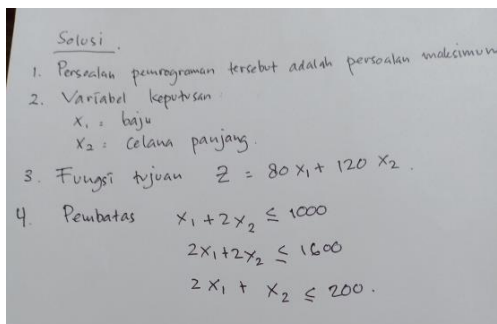 Solusi.
1. Persoalan pemrograman tersebut adalah persoalan maksimum
2. Variabel keputusan
x₁ = baju
x₂ = Celana panjang.
3. Fungsi tujuan Z = 80 x₁ + 120 x₂.
4. Pembatas x₁ + 2x₂ ≤ 1000
2x₁ + 2x₂ ≤ 1600
2x₁ + x₂ ≤ 200.